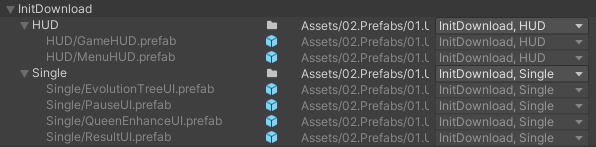 InitDownload
HUD Assets/02.Prefabs/01.U InitDownload, HUD
HUD/GameHUD.prefab Assets/02.Prefabs/01.U InitDownload, HUD
HUD/MenuHUD.prefab Assets/02.Prefabs/01.U InitDownload, HUD
Single Assets/02.Prefabs/01.U InitDownload, Single
Single/EvolutionTreeUI.prefab Assets/02.Prefabs/01.U InitDownload, Single
Single/PauseUI.prefab Assets/02.Prefabs/01.U InitDownload, Single
Single/QueenEnhanceUI.prefab Assets/02.Prefabs/01.U InitDownload, Single
Single/ResultUI.prefab Assets/02.Prefabs/01.U InitDownload, Single